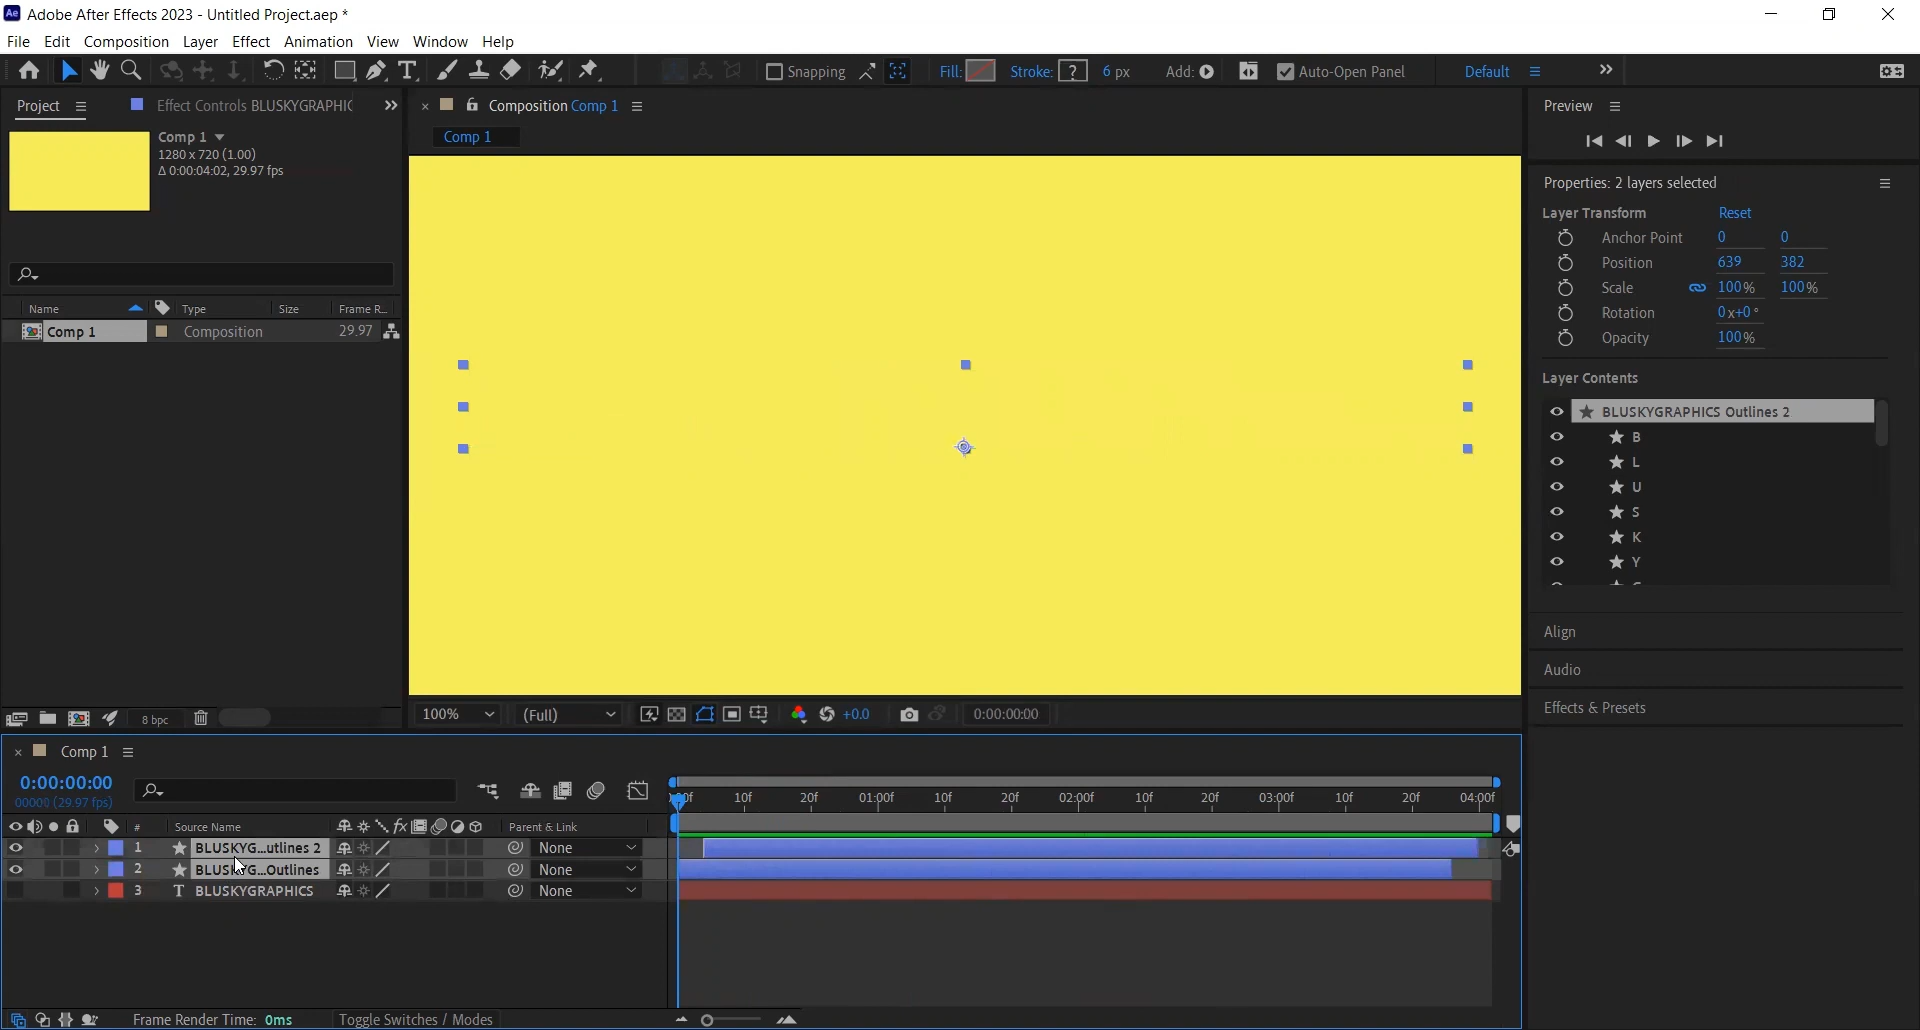 Ae Adobe After Effects 2023 - Untitled Project.aep *
File Edit Composition Layer Effect Animation View Window Help
Snapping Fill: Stroke: ? 6 px Add: Auto-Open Panel Default
Project Effect Controls BLUSKYGRAPHIC
Composition Comp 1
Preview
Comp 1
1280 x 720 (1.00)
Δ 0:00:04:02, 29.97 fps
Comp 1
Properties: 2 layers selected
Layer Transform Reset
Anchor Point 0 0
Position 639 382
Scale 100% 100%
Rotation 0x+0°
Opacity 100%
Layer Contents
BLUSKYGRAPHICS Outlines 2
B
L
U
S
K
Y
Align
Audio
Effects & Presets
Name Type Size Frame R...
Comp 1 Composition 29.97
8 bpc
100% (Full) +0.0 0:00:00:00
Comp 1
0:00:00:00
00000 (29.97 fps)
10f 20f 01:00f 10f 20f 02:00f 10f 20f 03:00f 10f 20f 04:00f
# Source Name fx Parent & Link
1 BLUSKYG...utlines 2 None
2 BLUSKYG...Outlines None
3 T BLUSKYGRAPHICS None
Frame Render Time: 0ms Toggle Switches / Modes